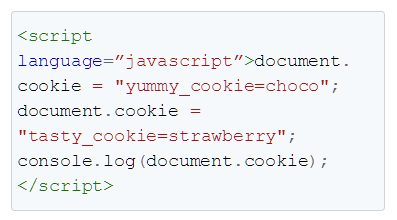 <script
language=”javascript”>document.
cookie = "yummy_cookie=choco";
document.cookie =
"tasty_cookie=strawberry";
console.log(document.cookie);
</script>